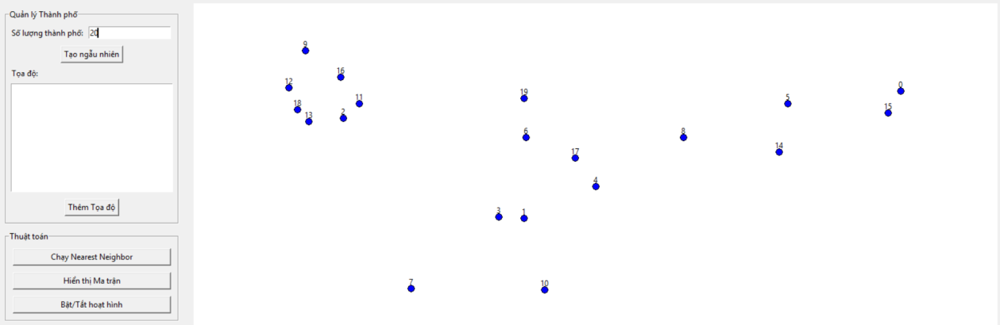 Quản lý Thành phố
Số lượng thành phố: 20
Tạo ngẫu nhiên
Tọa độ:
Thêm Tọa độ
Thuật toán
Chạy Nearest Neighbor
Hiển thị Ma trận
Bật/Tắt hoạt hình
9
16
12
0
19
11
5
18
15
2
13
6
8
14
17
4
3
1
7
10